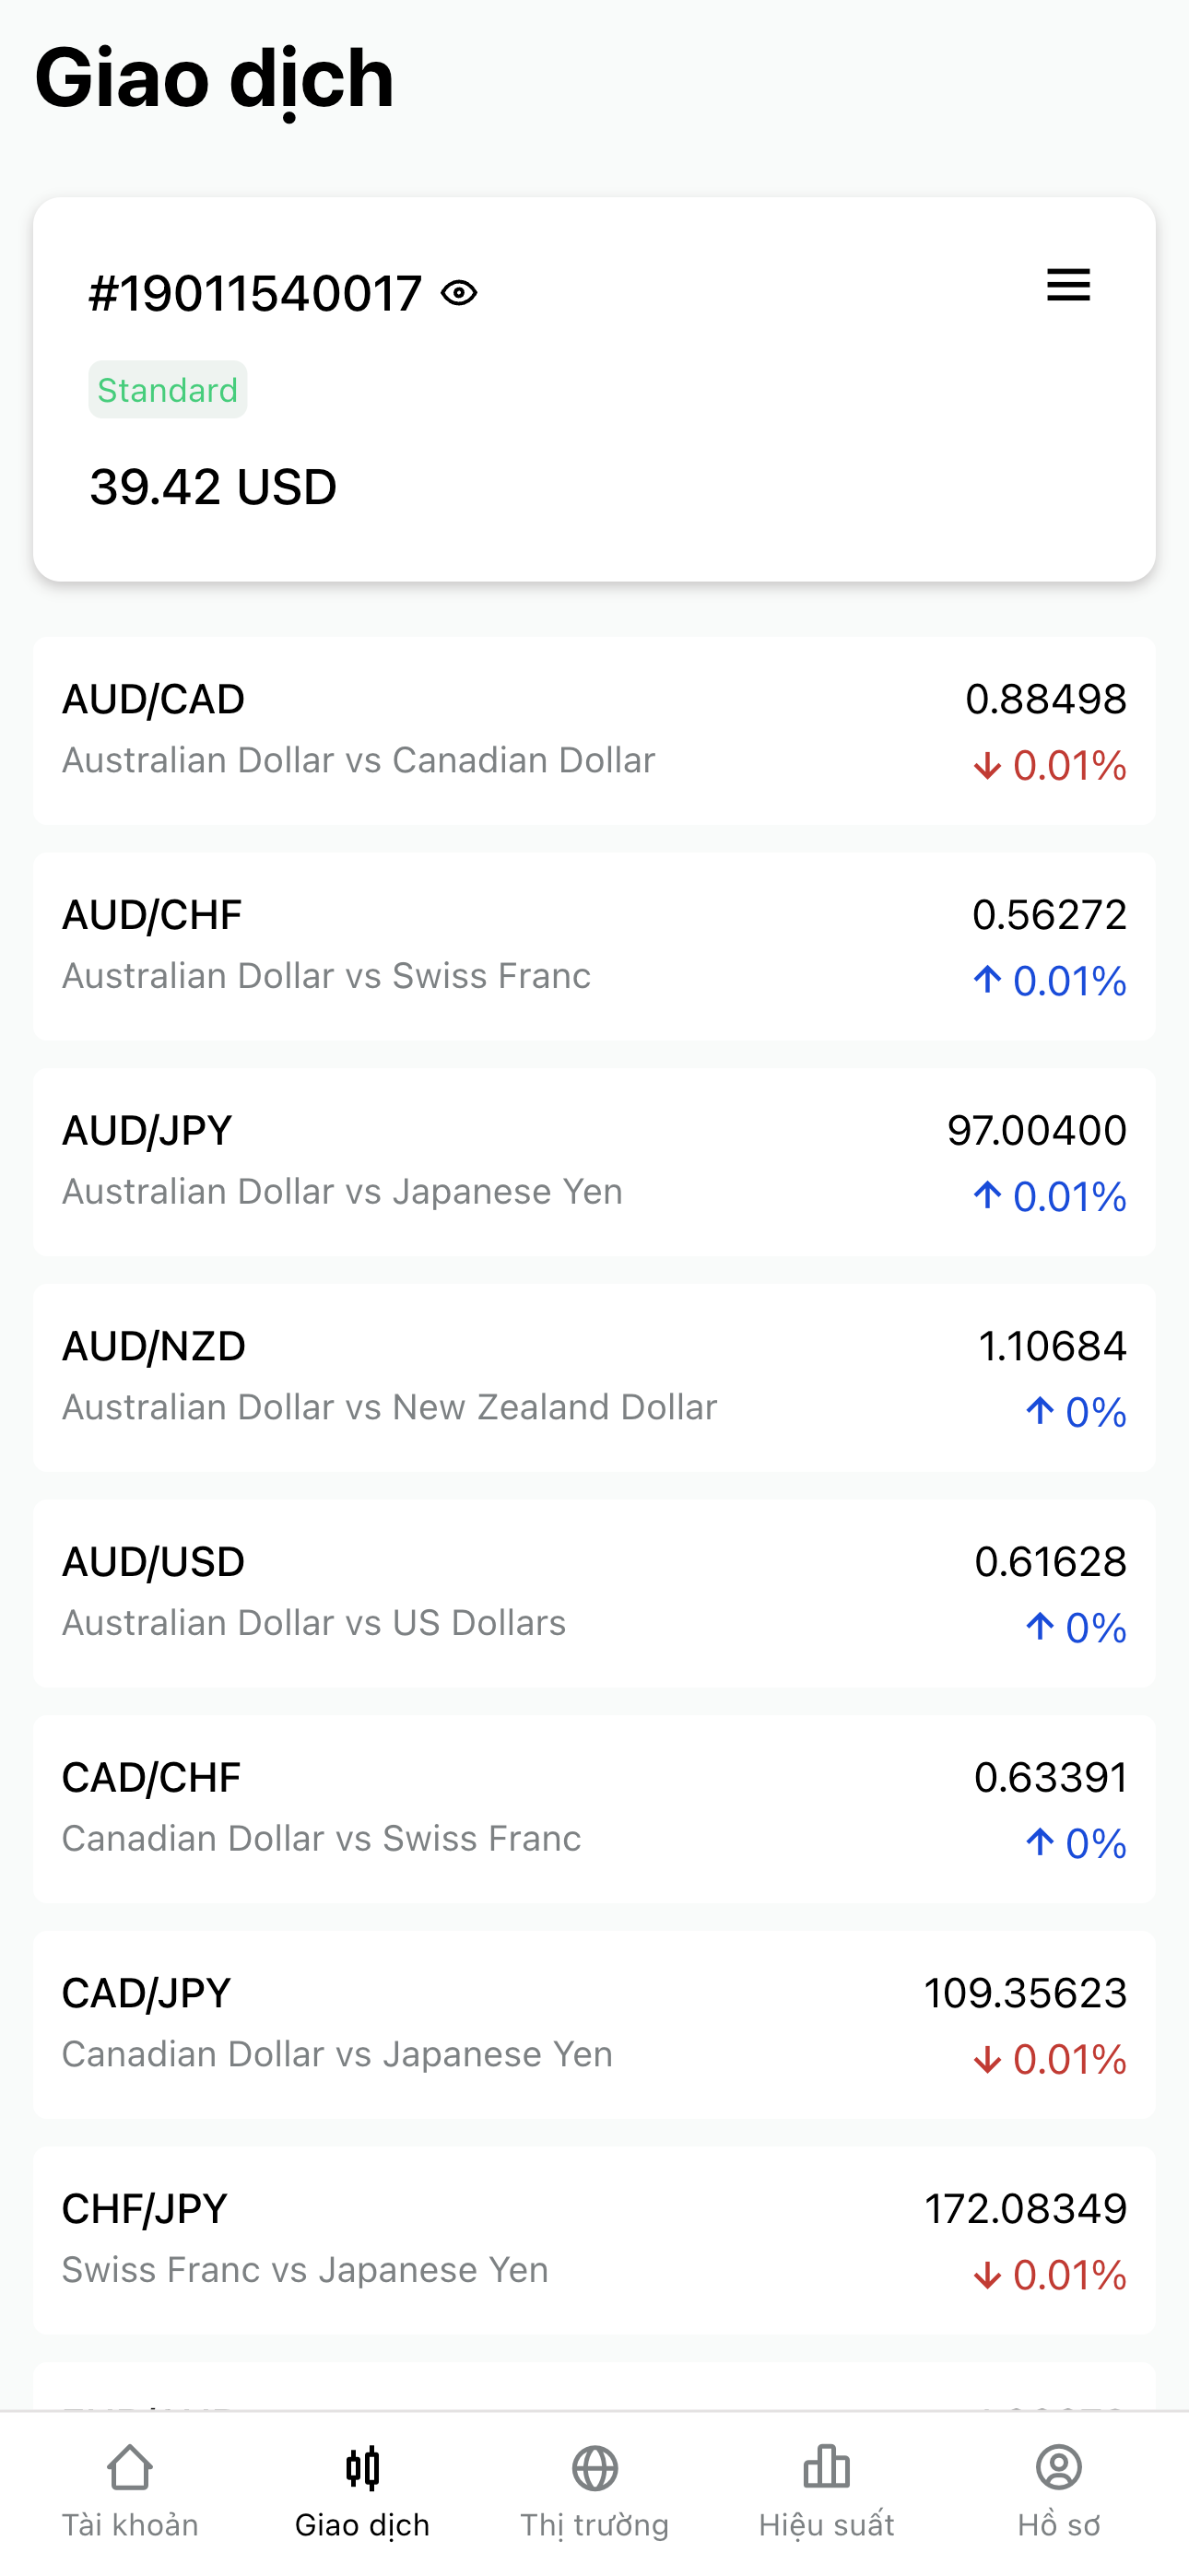 Giao dịch
#19011540017
Standard
39.42 USD
AUD/CAD
0.88498
Australian Dollar vs Canadian Dollar
↓ 0.01%
AUD/CHF
0.56272
Australian Dollar vs Swiss Franc
↑ 0.01%
AUD/JPY
97.00400
Australian Dollar vs Japanese Yen
↑ 0.01%
AUD/NZD
1.10684
Australian Dollar vs New Zealand Dollar
↑ 0%
AUD/USD
0.61628
Australian Dollar vs US Dollars
↑ 0%
CAD/CHF
0.63391
Canadian Dollar vs Swiss Franc
↑ 0%
CAD/JPY
109.35623
Canadian Dollar vs Japanese Yen
↓ 0.01%
CHF/JPY
172.08349
Swiss Franc vs Japanese Yen
↓ 0.01%
Tài khoản
Giao dịch
Thị trường
Hiệu suất
Hồ sơ